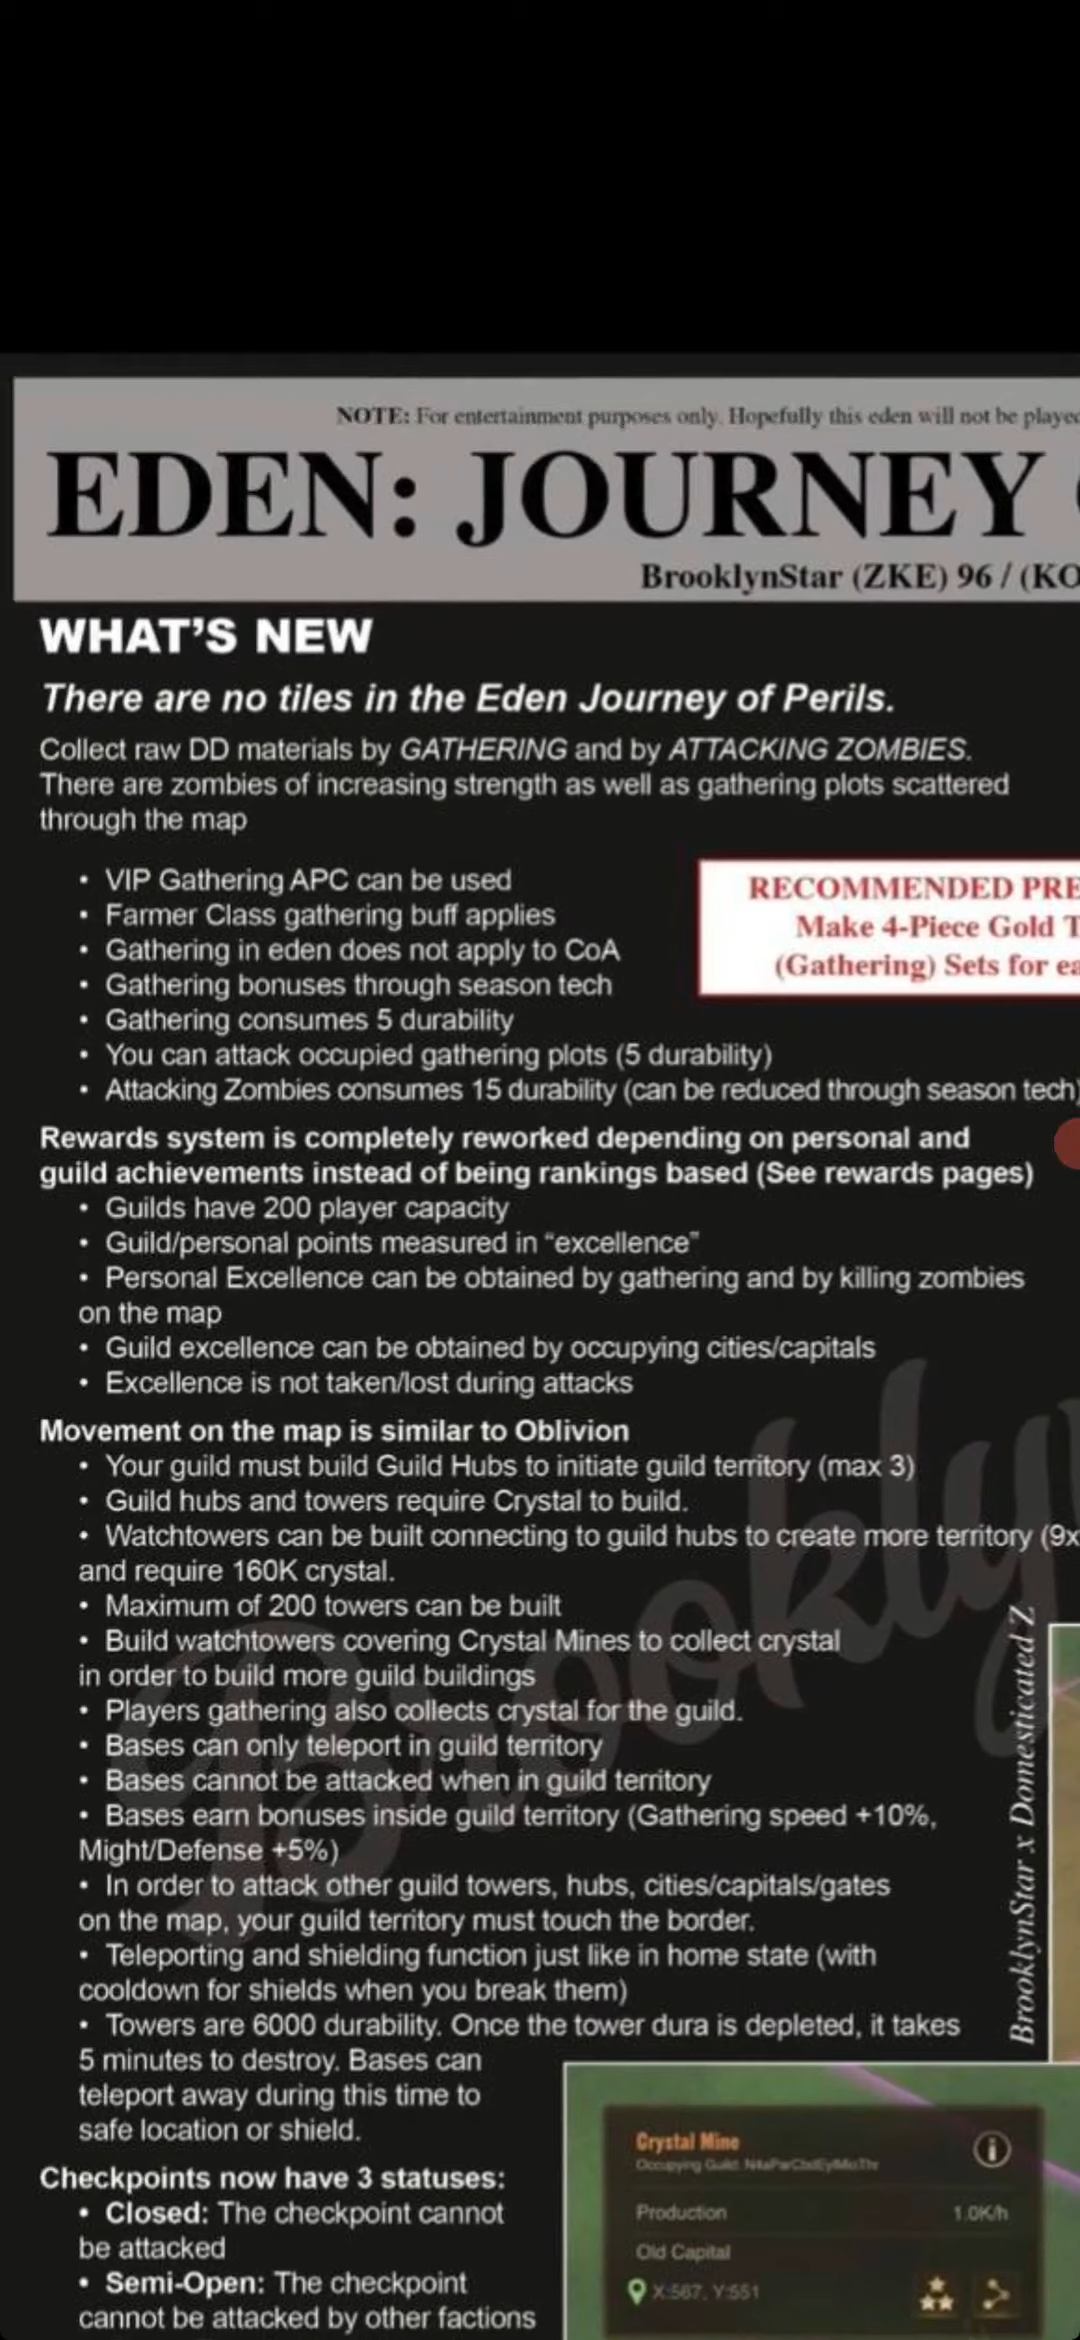 NOTE: For entertainment purposes only. Hopefully this eden will not be played
EDEN: JOURNEY
BrooklynStar (ZKE) 96 / (KO
WHAT'S NEW
There are no tiles in the Eden Journey of Perils.
Collect raw DD materials by GATHERING and by ATTACKING ZOMBIES.
There are zombies of increasing strength as well as gathering plots scattered
through the map
• VIP Gathering APC can be used
• Farmer Class gathering buff applies
• Gathering in eden does not apply to CoA
• Gathering bonuses through season tech
• Gathering consumes 5 durability
• You can attack occupied gathering plots (5 durability)
• Attacking Zombies consumes 15 durability (can be reduced through season tech)
RECOMMENDED PRE
Make 4-Piece Gold T
(Gathering) Sets for ea
Rewards system is completely reworked depending on personal and
guild achievements instead of being rankings based (See rewards pages)
• Guilds have 200 player capacity
• Guild/personal points measured in “excellence”
• Personal Excellence can be obtained by gathering and by killing zombies
on the map
• Guild excellence can be obtained by occupying cities/capitals
• Excellence is not taken/lost during attacks
Movement on the map is similar to Oblivion
• Your guild must build Guild Hubs to initiate guild territory (max 3)
• Guild hubs and towers require Crystal to build.
• Watchtowers can be built connecting to guild hubs to create more territory (9x
and require 160K crystal.
• Maximum of 200 towers can be built
• Build watchtowers covering Crystal Mines to collect crystal
in order to build more guild buildings
• Players gathering also collects crystal for the guild.
• Bases can only teleport in guild territory
• Bases cannot be attacked when in guild territory
• Bases earn bonuses inside guild territory (Gathering speed +10%,
Might/Defense +5%)
• In order to attack other guild towers, hubs, cities/capitals/gates
on the map, your guild territory must touch the border.
• Teleporting and shielding function just like in home state (with
cooldown for shields when you break them)
• Towers are 6000 durability. Once the tower dura is depleted, it takes
5 minutes to destroy. Bases can
teleport away during this time to
safe location or shield.
Checkpoints now have 3 statuses:
• Closed: The checkpoint cannot
be attacked
• Semi-Open: The checkpoint
cannot be attacked by other factions
BrooklynStar x Domesticated Z
Brookly
Crystal Mine
Occupying Guild:
Production 1.0K/h
Old Capital
X:567, Y:551